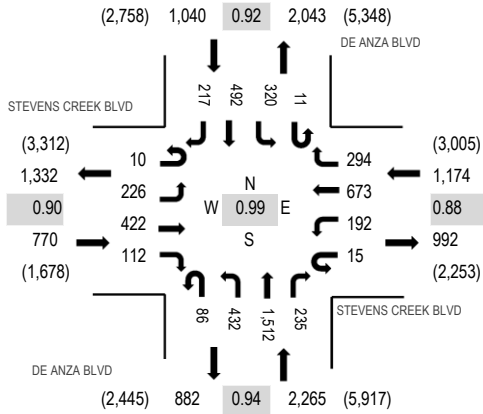 (2,758) 1,040 0.92 2,043 (5,348)
DE ANZA BLVD
STEVENS CREEK BLVD
217 492 320 11
(3,312)
1,332
0.90
770
(1,678)
10
226
422
112
N
W 0.99 E
S
294
673
192
15
(3,005)
1,174
0.88
992
(2,253)
86 432 1,512 235
STEVENS CREEK BLVD
DE ANZA BLVD
(2,445) 882 0.94 2,265 (5,917)